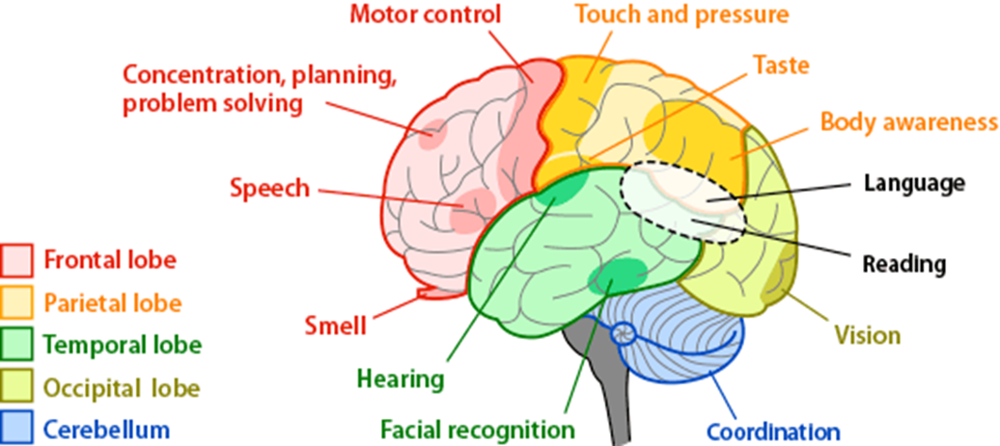 Motor control
Touch and pressure
Taste
Concentration, planning,
problem solving
Body awareness
Speech
Language
Reading
Frontal lobe
Parietal lobe
Temporal lobe
Occipital lobe
Cerebellum
Smell
Vision
Hearing
Facial recognition
Coordination